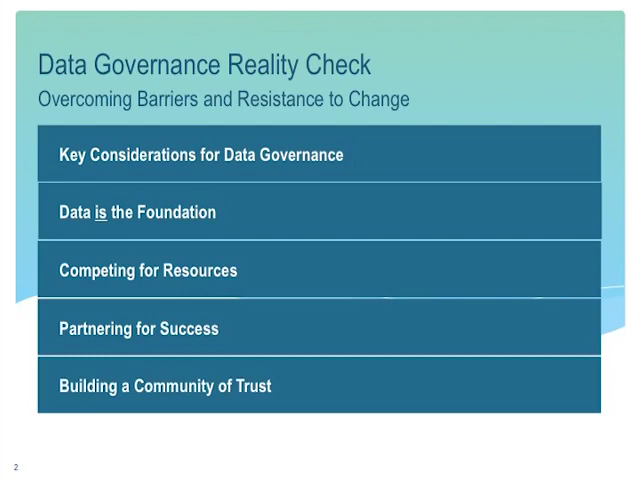 Data Governance Reality Check
Overcoming Barriers and Resistance to Change
Key Considerations for Data Governance
Data is the Foundation
Competing for Resources
Partnering for Success
Building a Community of Trust
2